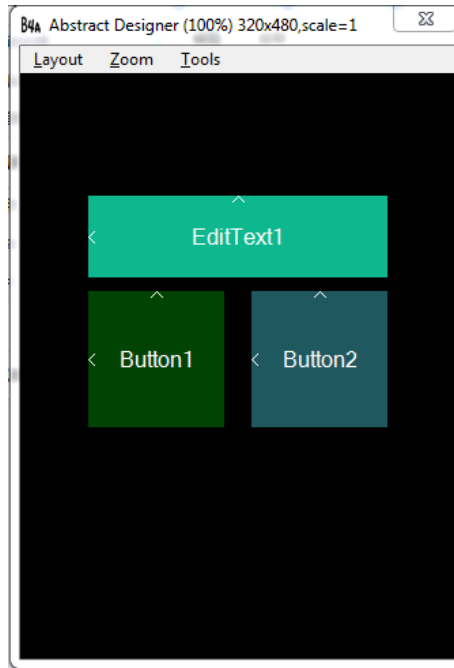 B4A Abstract Designer (100%) 320x480,scale=1
Layout Zoom Tools
EditText1
Button1 Button2